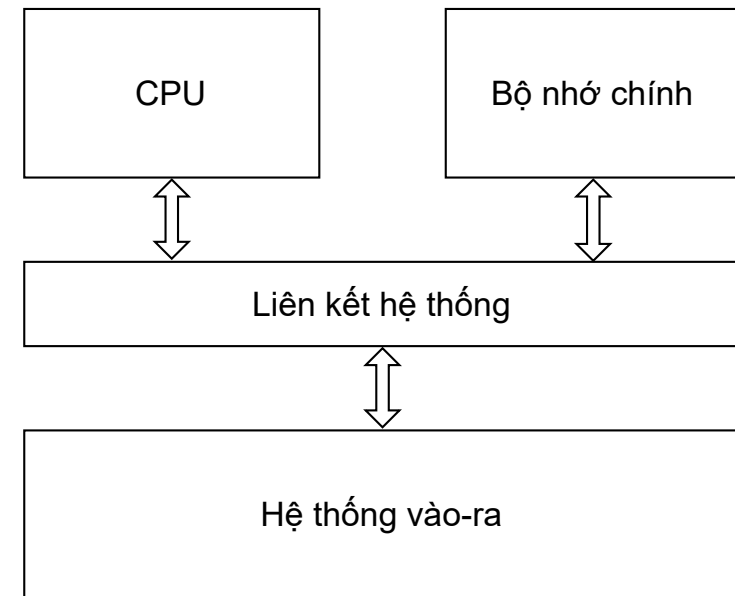 CPU
Bộ nhớ chính
Liên kết hệ thống
Hệ thống vào-ra